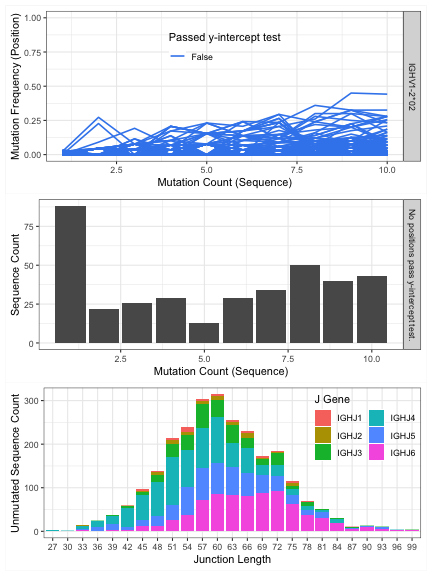 1.00
0.75
0.50
0.25
0.00
Mutation Frequency (Position)
Passed y-intercept test
False
IGHV1-2*02
2.5 5.0 7.5 10.0
Mutation Count (Sequence)
75
50
25
0
Sequence Count
No positions pass y-intercept test.
2.5 5.0 7.5 10.0
Mutation Count (Sequence)
300
200
100
0
Unmutated Sequence Count
J Gene
IGHJ1 IGHJ4
IGHJ2 IGHJ5
IGHJ3 IGHJ6
27 30 33 36 39 42 45 48 51 54 57 60 63 66 69 72 75 78 81 84 87 90 93 96 99
Junction Length